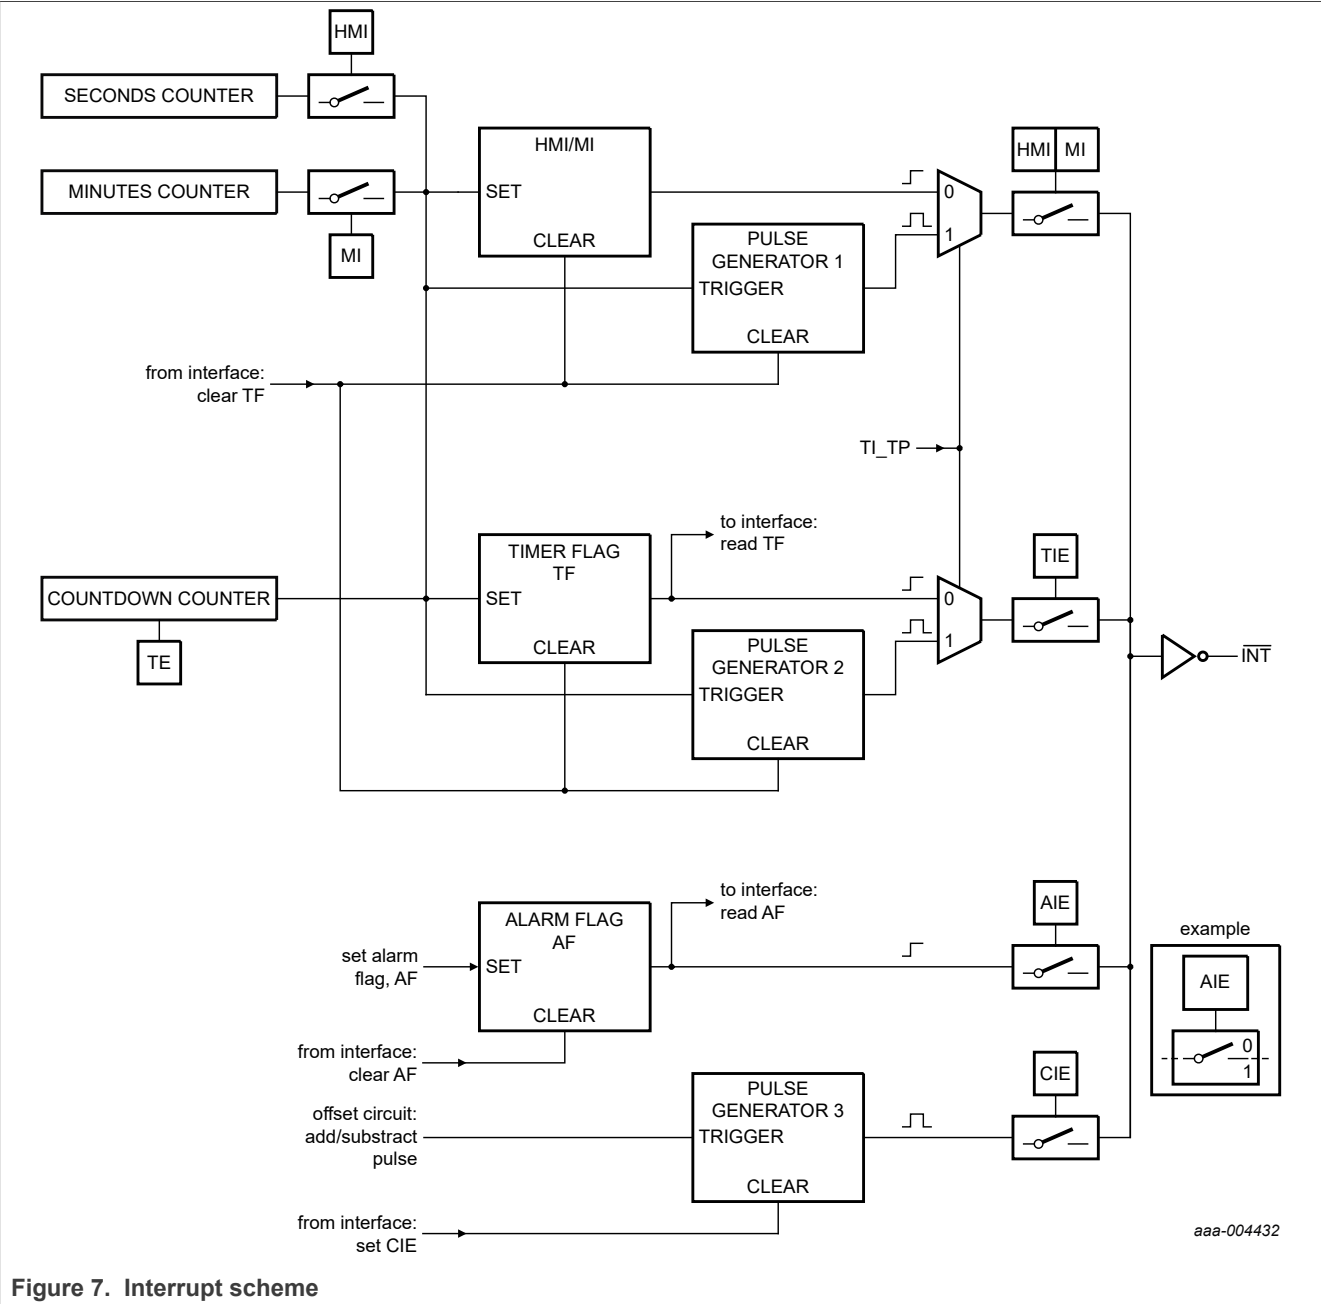 HMI
SECONDS COUNTER
MINUTES COUNTER
MI
HMI/MI
SET
CLEAR
PULSE
GENERATOR 1
TRIGGER
CLEAR
0
1
HMI MI
from interface:
clear TF
TI_TP
to interface:
read TF
TIMER FLAG
TF
SET
CLEAR
COUNTDOWN COUNTER
TE
PULSE
GENERATOR 2
TRIGGER
CLEAR
0
1
TIE
INT
to interface:
read AF
ALARM FLAG
AF
SET
CLEAR
set alarm
flag, AF
from interface:
clear AF
AIE
example
AIE
0
1
offset circuit:
add/substract
pulse
PULSE
GENERATOR 3
TRIGGER
CLEAR
CIE
from interface:
set CIE
aaa-004432
Figure 7. Interrupt scheme